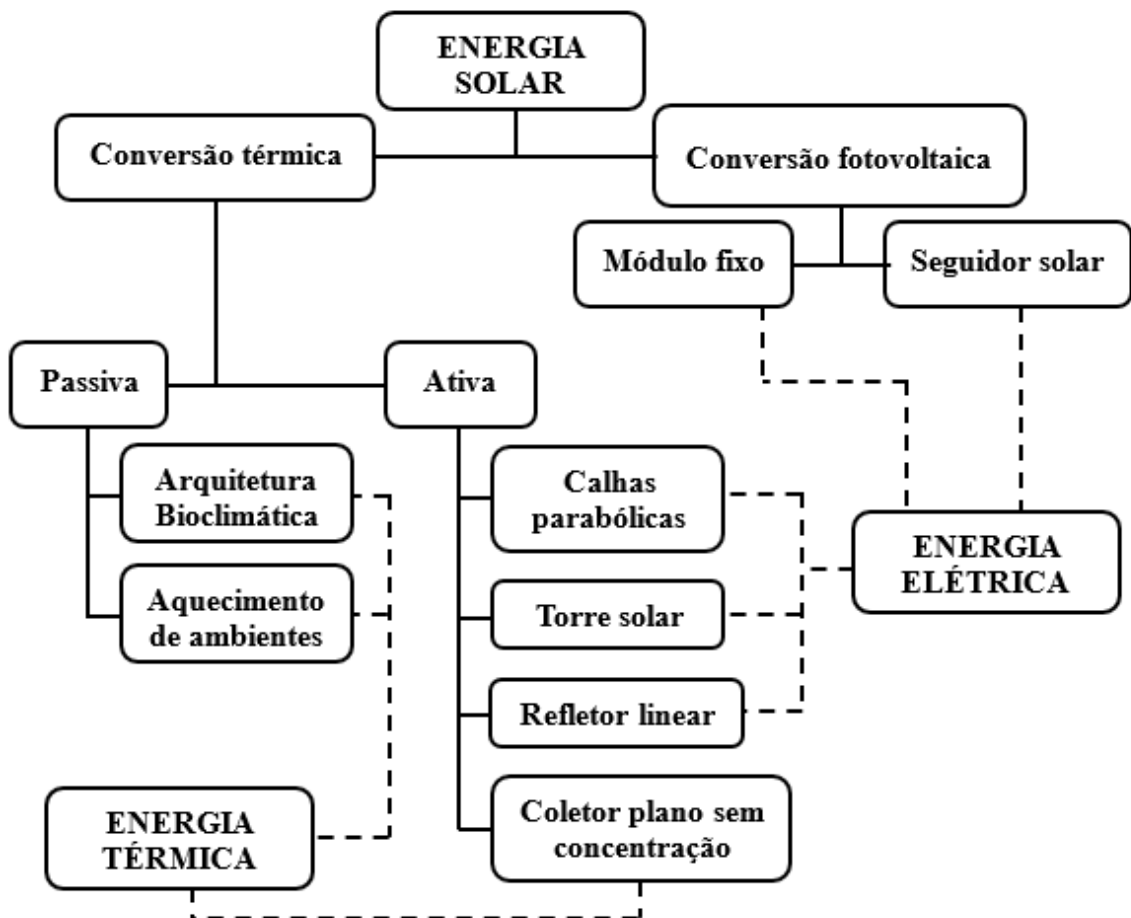 ENERGIA
SOLAR
Conversão térmica
Conversão fotovoltaica
Módulo fixo
Seguidor solar
Passiva
Ativa
Arquitetura
Bioclimática
Calhas
parabólicas
ENERGIA
ELÉTRICA
Aquecimento
de ambientes
Torre solar
Refletor linear
ENERGIA
TÉRMICA
Coletor plano sem
concentração